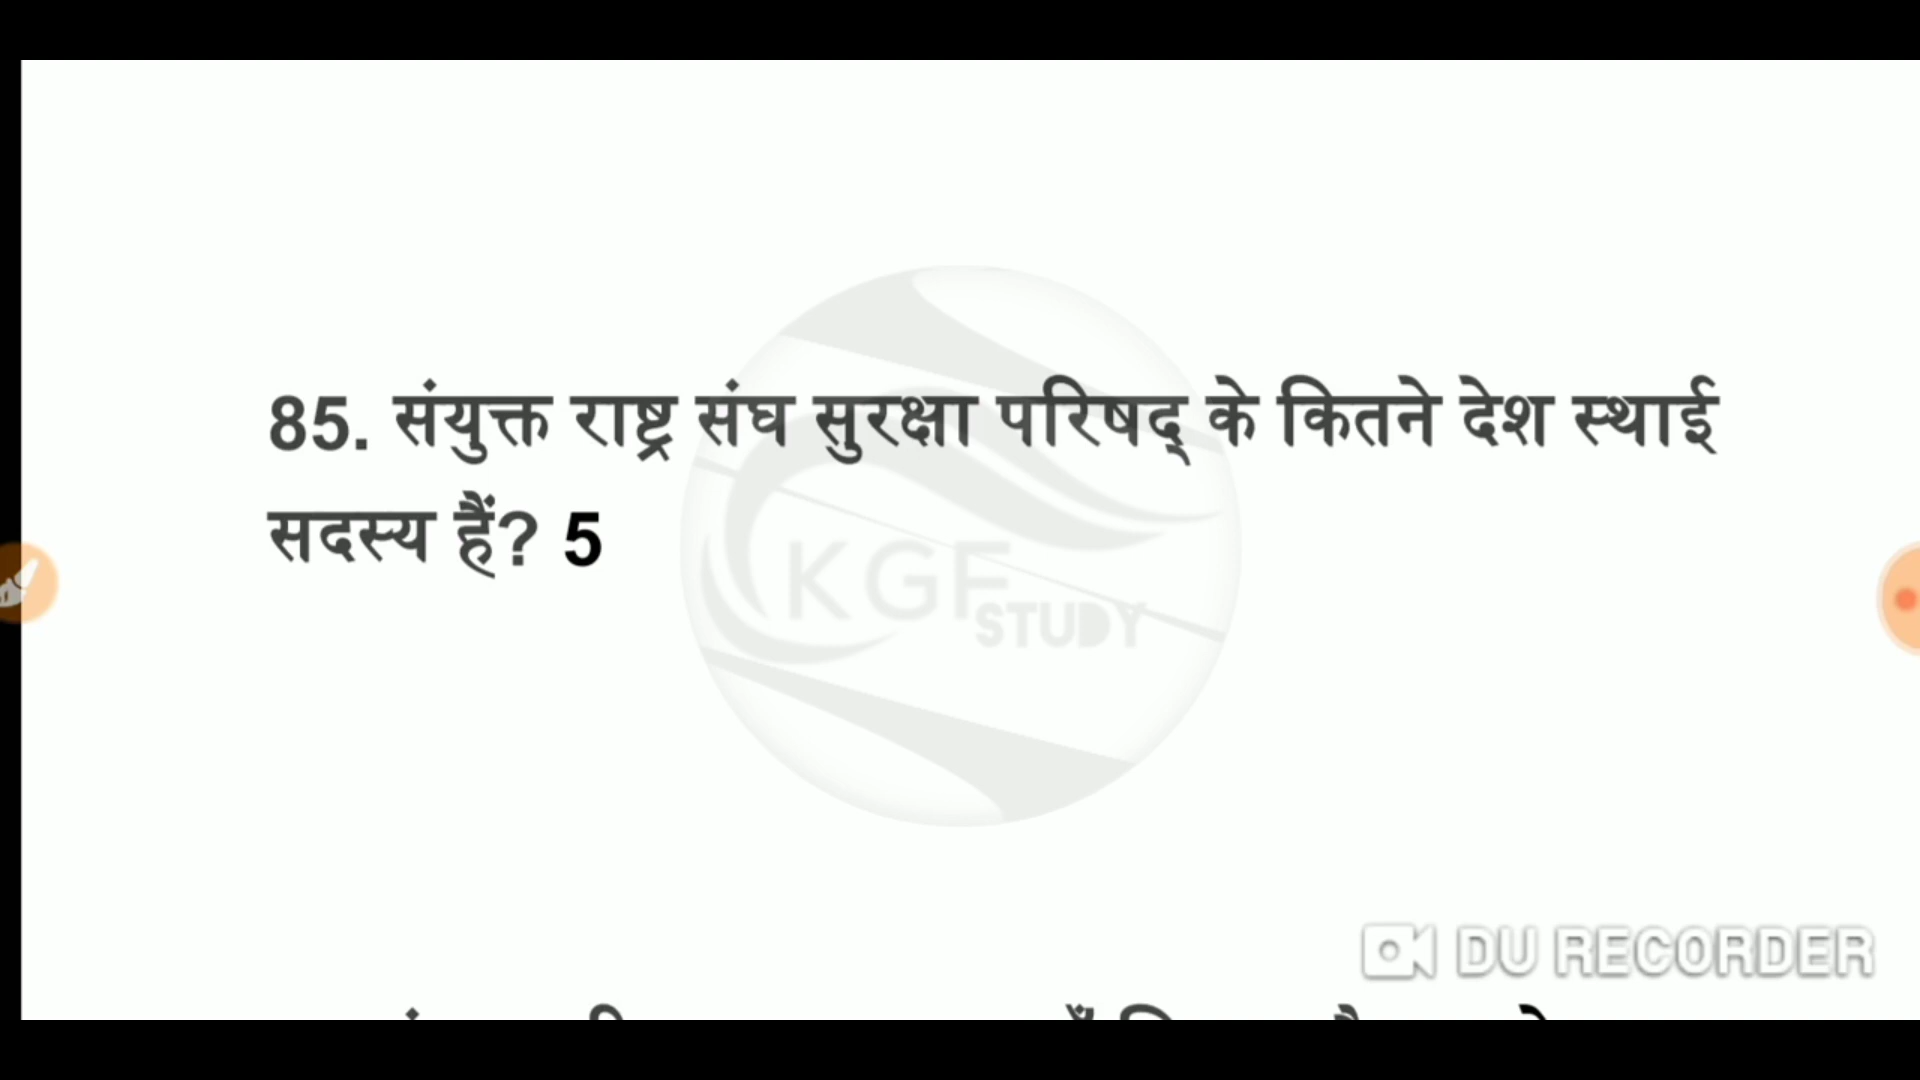 85. संयुक्त राष्ट्र संघ सुरक्षा परिषद् के कितने देश स्थाई
सदस्य हैं? 5
KGF
STUDY
DU RECORDER